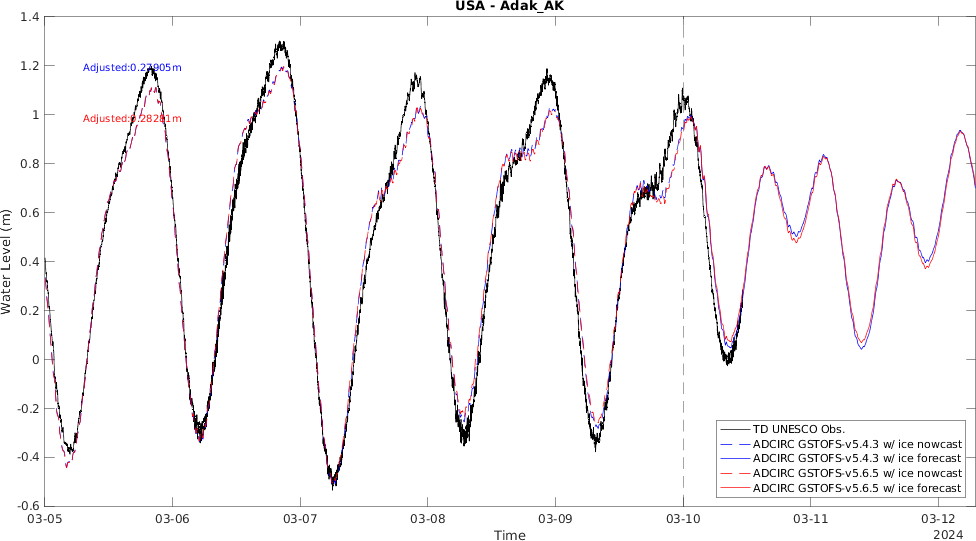 USA - Adak_AK
1.4
1.2
1
0.8
0.6
0.4
0.2
0
-0.2
-0.4
-0.6
Water Level (m)
Adjusted:0.27905m
Adjusted:0.28281m
TD UNESCO Obs.
ADCIRC GSTOFS-v5.4.3 w/ ice nowcast
ADCIRC GSTOFS-v5.4.3 w/ ice forecast
ADCIRC GSTOFS-v5.6.5 w/ ice nowcast
ADCIRC GSTOFS-v5.6.5 w/ ice forecast
03-05 03-06 03-07 03-08 03-09 03-10 03-11 03-12
Time
2024